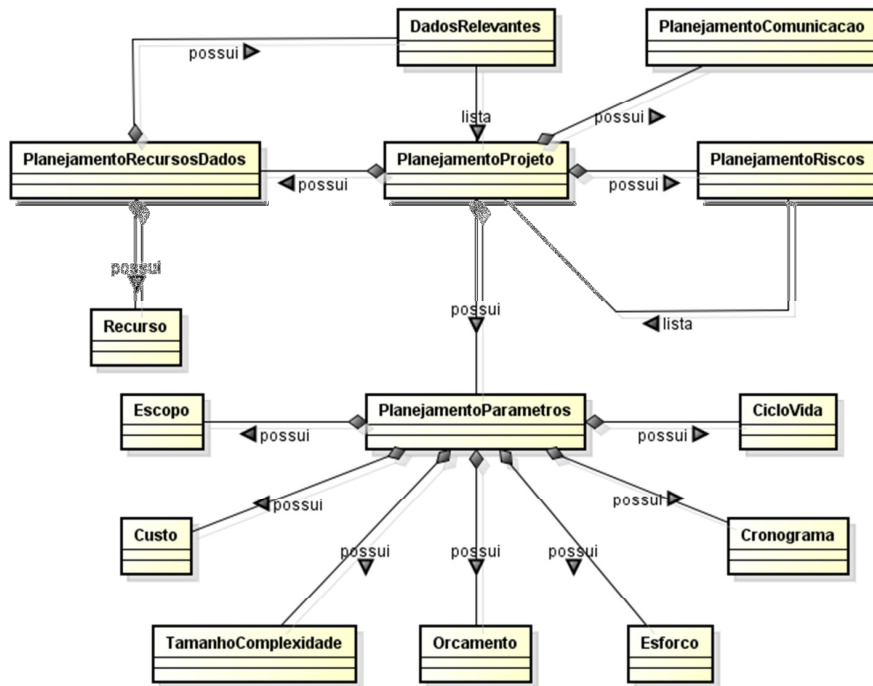 DadosRelevantes
PlanejamentoComunicacao
possui
lista
possui
PlanejamentoRecursosDados
PlanejamentoProjeto
PlanejamentoRiscos
possui
possui
possui
possui
lista
Recurso
Escopo
PlanejamentoParametros
CicloVida
possui
possui
possui
possui
Custo
Cronograma
possui
possui
possui
TamanhoComplexidade
Orcamento
Esforco